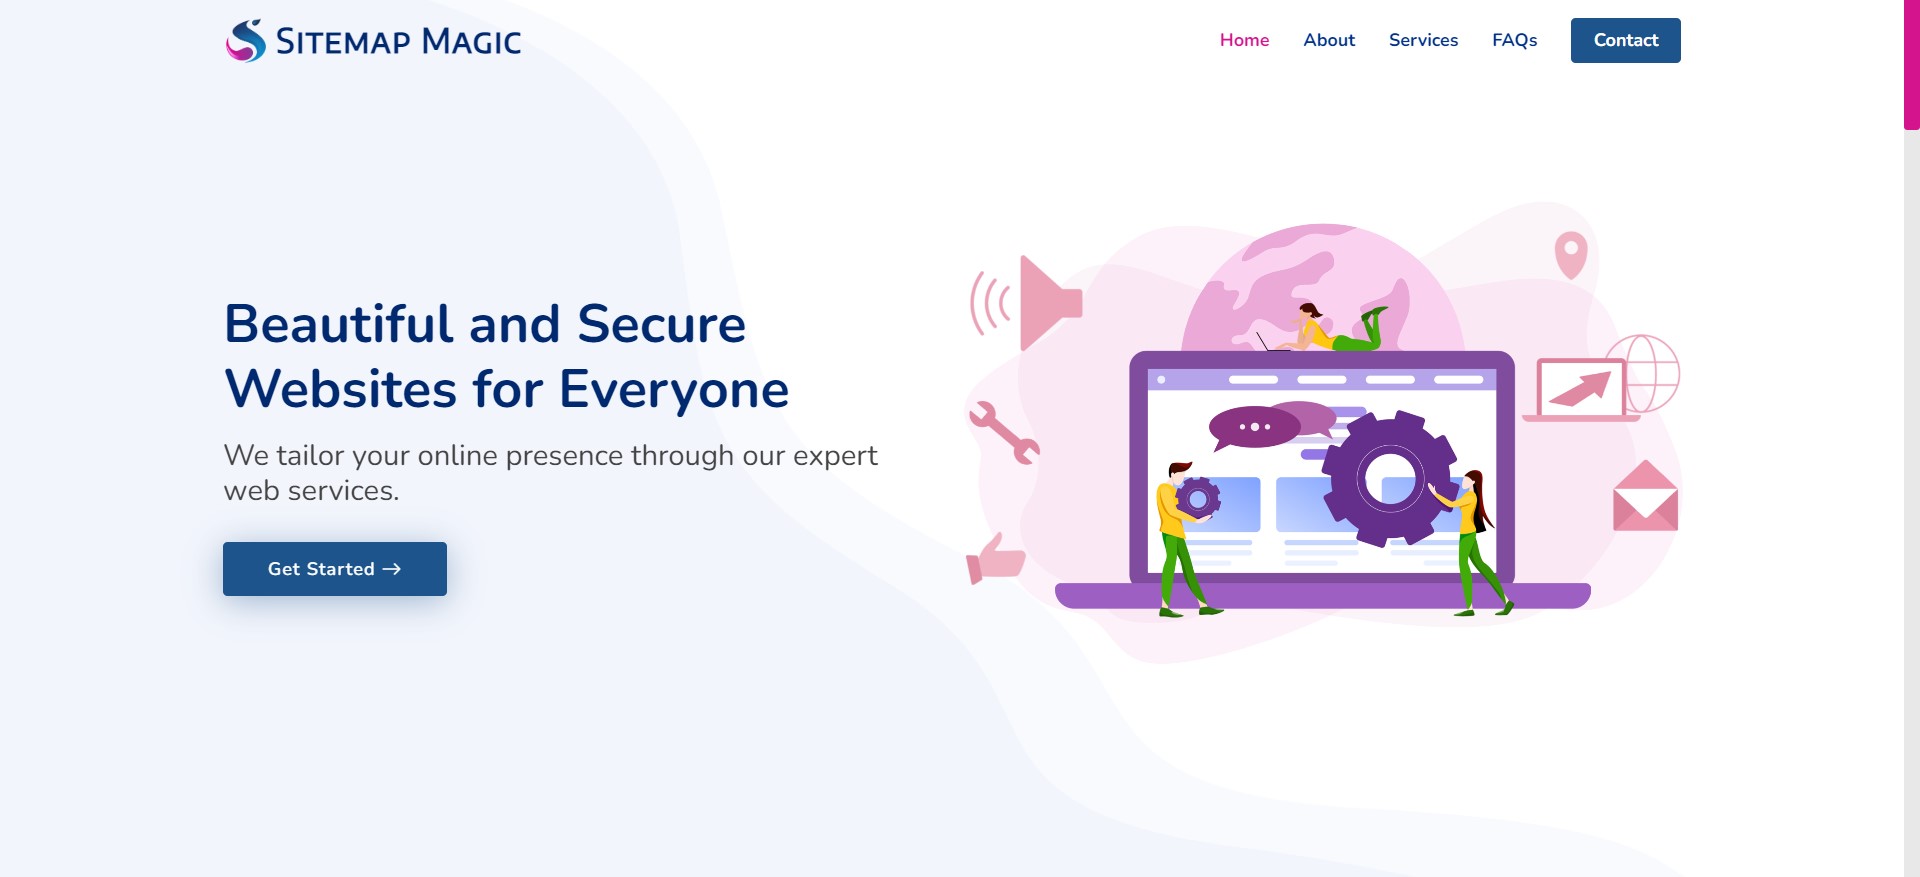 Sitemap Magic
Home About Services FAQs Contact
Beautiful and Secure
Websites for Everyone
We tailor your online presence through our expert
web services.
Get Started →